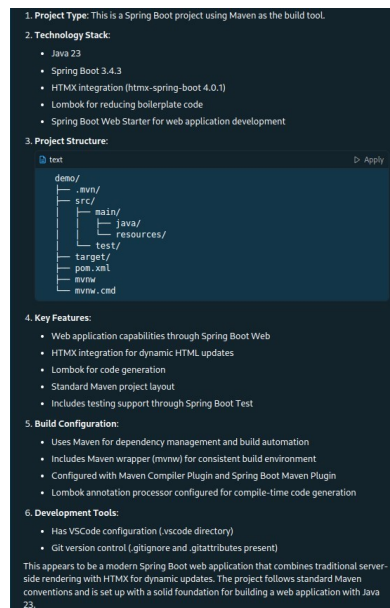 1. Project Type: This is a Spring Boot project using Maven as the build tool.
2. Technology Stack:
• Java 23
• Spring Boot 3.4.3
• HTMX integration (htmx-spring-boot 4.0.1)
• Lombok for reducing boilerplate code
• Spring Boot Web Starter for web application development
3. Project Structure:
text ▷ Apply
demo/
├── .mvn/
├── src/
│   ├── main/
│   │   ├── java/
│   │   └── resources/
│   └── test/
├── target/
├── pom.xml
├── mvnw
└── mvnw.cmd
4. Key Features:
• Web application capabilities through Spring Boot Web
• HTMX integration for dynamic HTML updates
• Lombok for code generation
• Standard Maven project layout
• Includes testing support through Spring Boot Test
5. Build Configuration:
• Uses Maven for dependency management and build automation
• Includes Maven wrapper (mvnw) for consistent build environment
• Configured with Maven Compiler Plugin and Spring Boot Maven Plugin
• Lombok annotation processor configured for compile-time code generation
6. Development Tools:
• Has VSCode configuration (.vscode directory)
• Git version control (.gitignore and .gitattributes present)
This appears to be a modern Spring Boot web application that combines traditional server-
side rendering with HTMX for dynamic updates. The project follows standard Maven
conventions and is set up with a solid foundation for building a web application with Java
23.